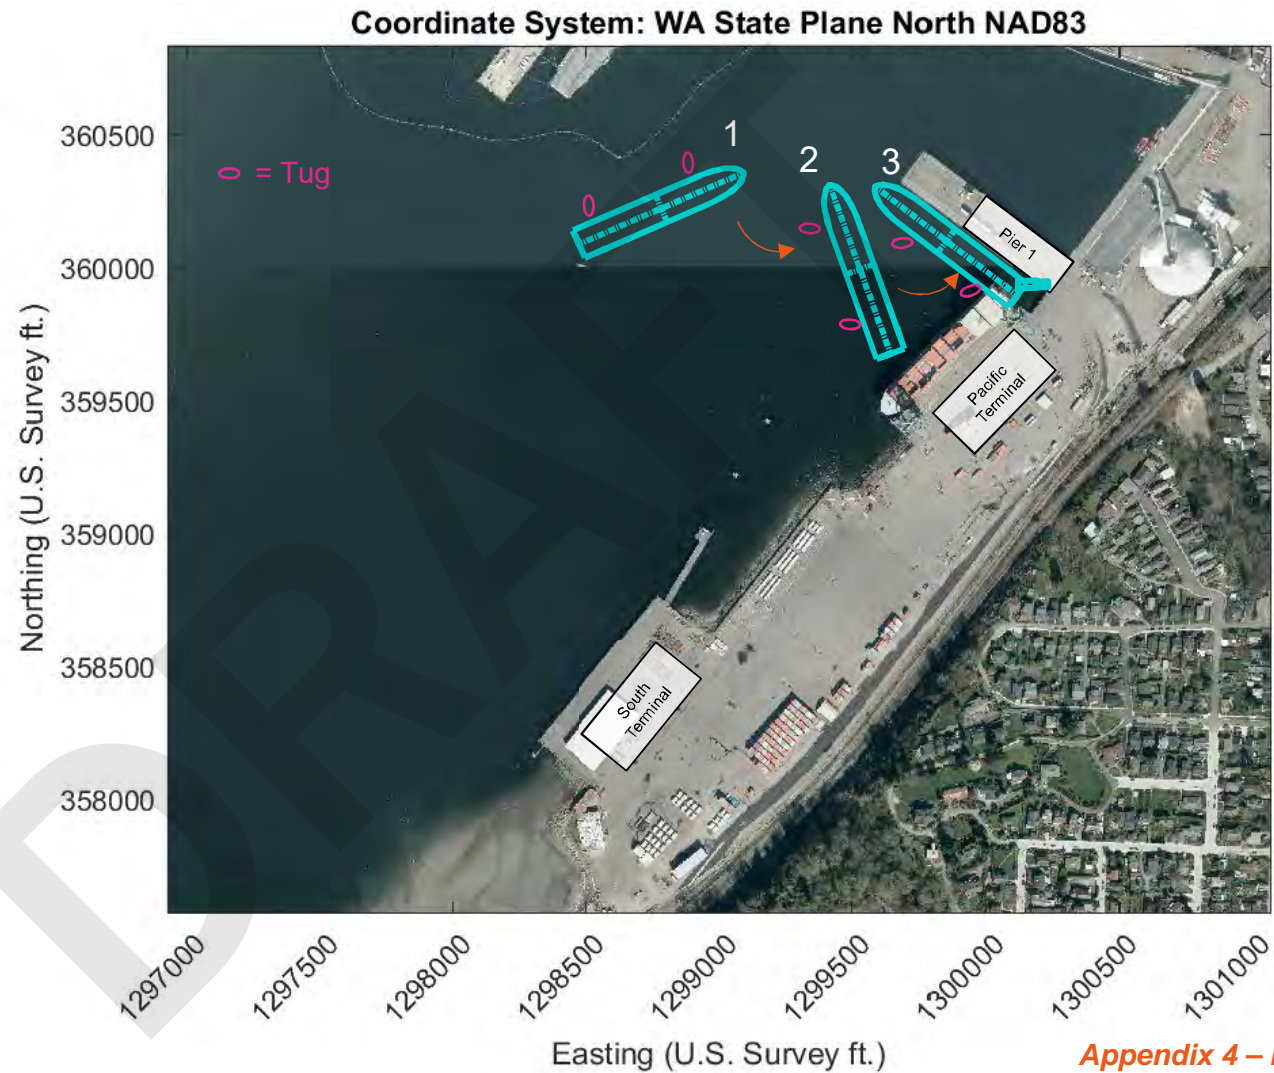 Coordinate System: WA State Plane North NAD83
360500
360000
359500
359000
358500
358000
Northing (U.S. Survey ft.)
= Tug
1
2
3
Pier 1
Pacific
Terminal
South
Terminal
DRAFT
1297000
1297500
1298000
1298500
1299000
1299500
1300000
1300500
1301000
Easting (U.S. Survey ft.)
Appendix 4 –